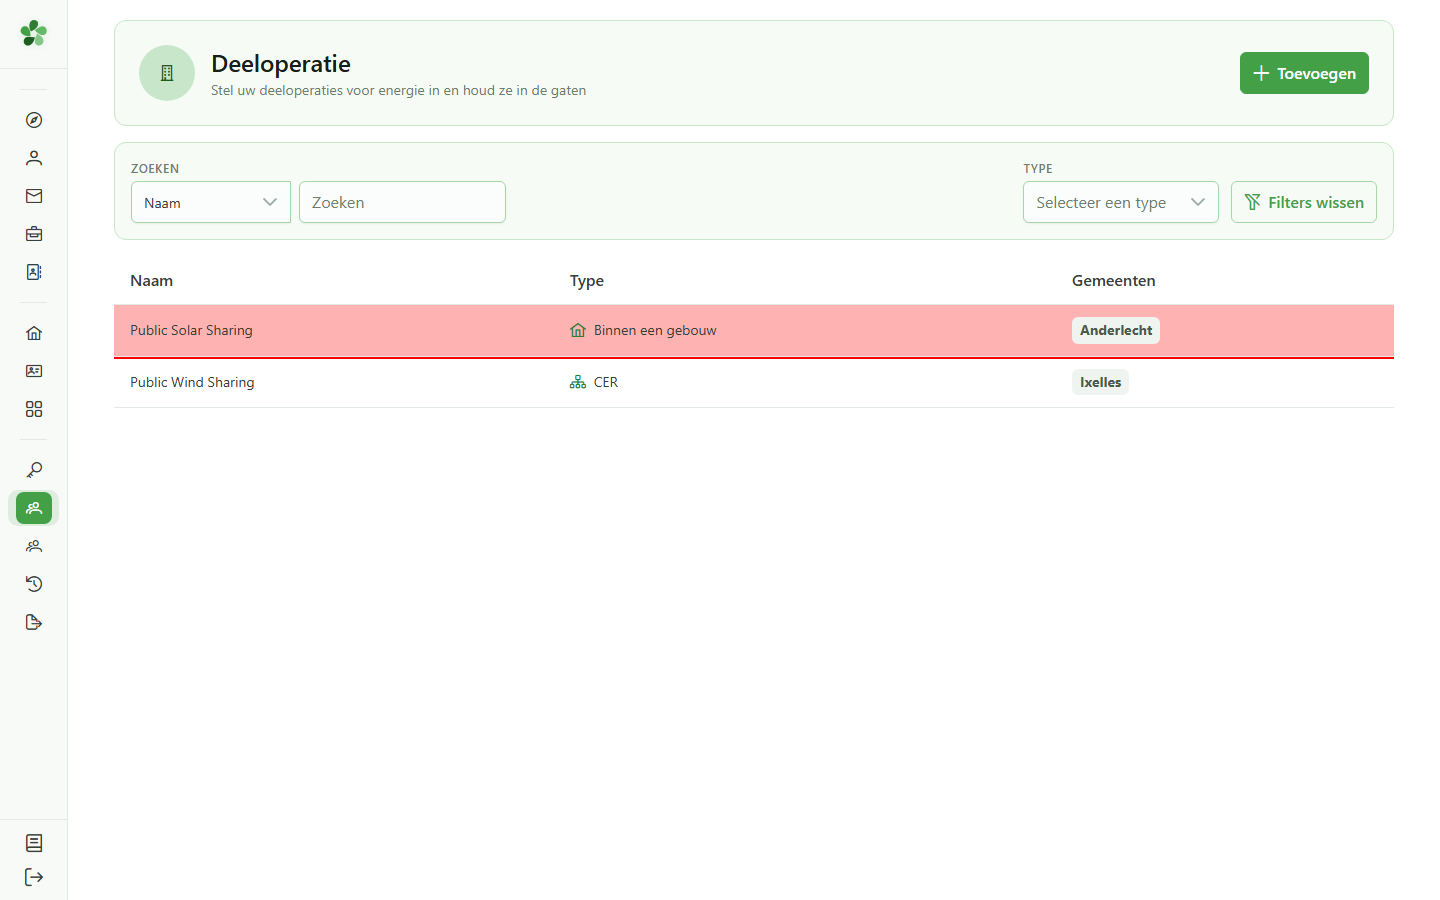 Deeloperatie
Stel uw deeloperaties voor energie in en houd ze in de gaten
Toevoegen
ZOEKEN
TYPE
Naam
Zoeken
Selecteer een type
Filters wissen
Naam Type Gemeenten
Public Solar Sharing Binnen een gebouw Anderlecht
Public Wind Sharing CER Ixelles